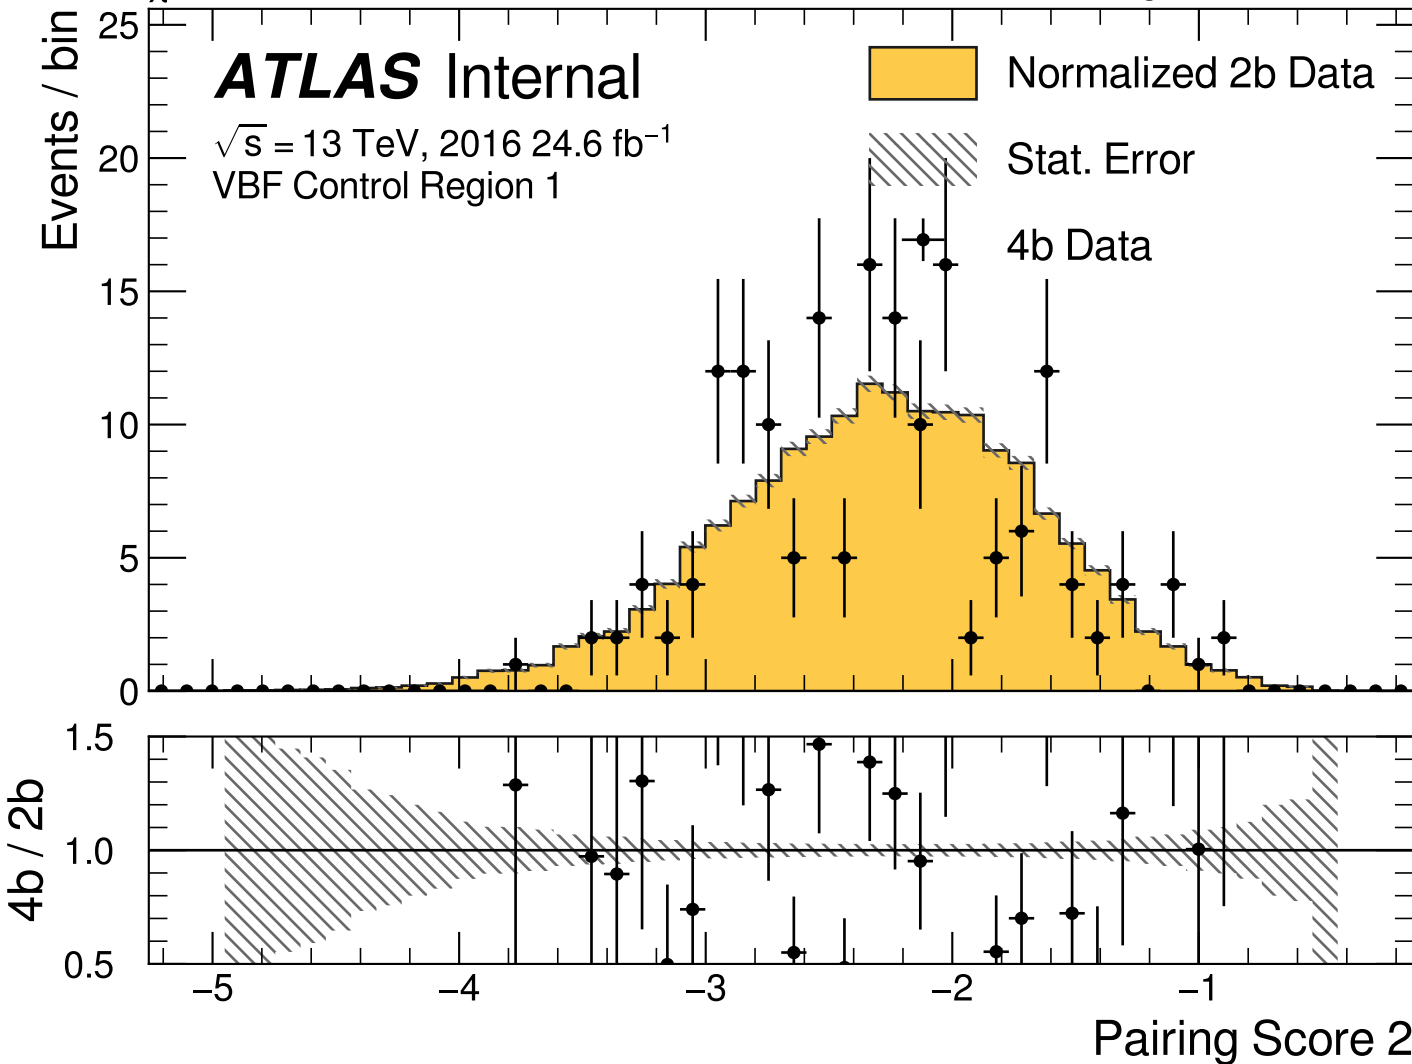 Events / bin
25
20
15
10
5
0
ATLAS Internal
√s = 13 TeV, 2016 24.6 fb⁻¹
VBF Control Region 1
Normalized 2b Data
Stat. Error
4b Data
4b / 2b
1.5
1.0
0.5
−5 −4 −3 −2 −1
Pairing Score 2